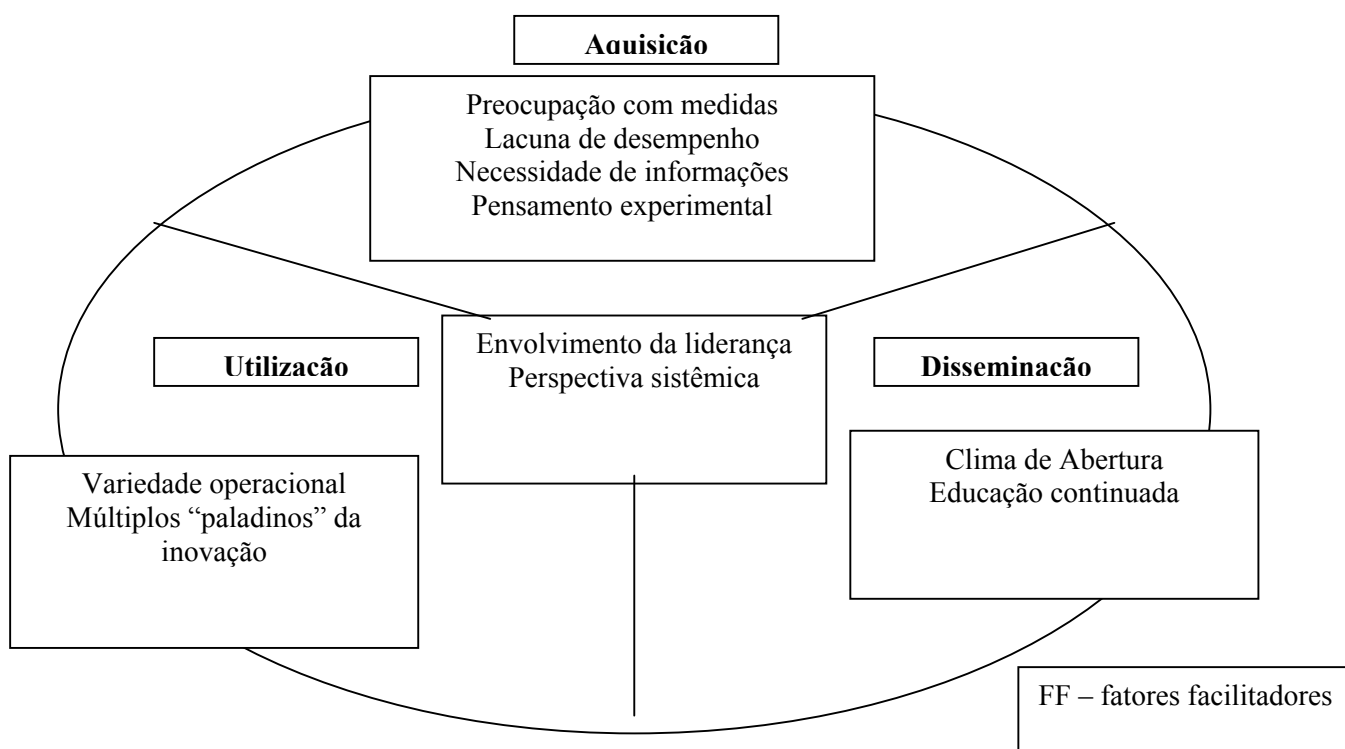 Aquisição
Preocupação com medidas
Lacuna de desempenho
Necessidade de informações
Pensamento experimental
Envolvimento da liderança
Perspectiva sistêmica
Utilização
Disseminação
Variedade operacional
Múltiplos “paladinos” da
inovação
Clima de Abertura
Educação continuada
FF – fatores facilitadores